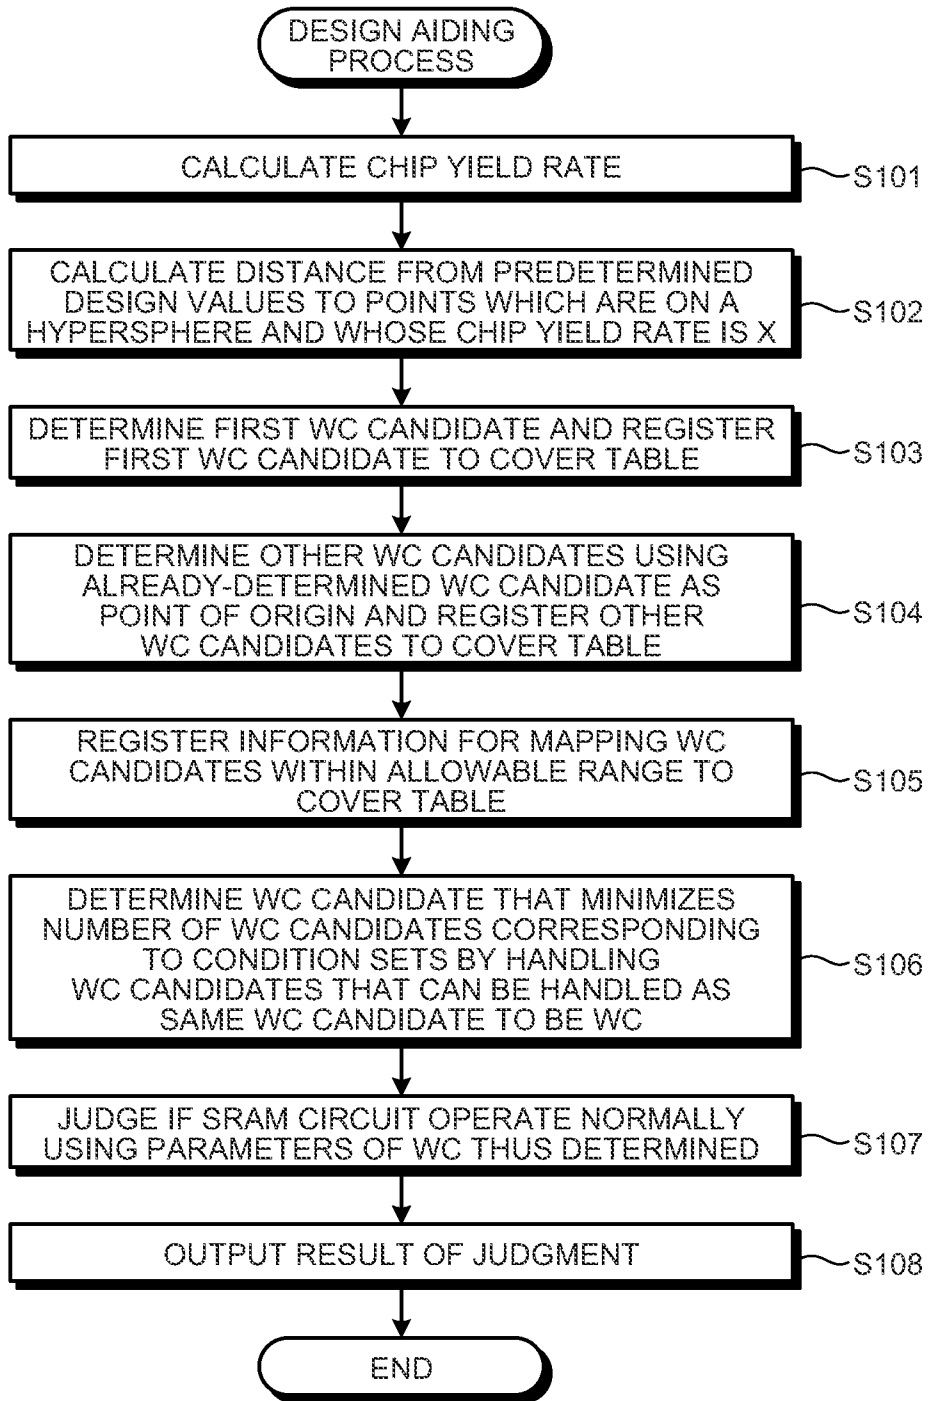 DESIGN AIDING
PROCESS
CALCULATE CHIP YIELD RATE
S101
CALCULATE DISTANCE FROM PREDETERMINED
DESIGN VALUES TO POINTS WHICH ARE ON A
HYPERSPHERE AND WHOSE CHIP YIELD RATE IS X
S102
DETERMINE FIRST WC CANDIDATE AND REGISTER
FIRST WC CANDIDATE TO COVER TABLE
S103
DETERMINE OTHER WC CANDIDATES USING
ALREADY-DETERMINED WC CANDIDATE AS
POINT OF ORIGIN AND REGISTER OTHER
WC CANDIDATES TO COVER TABLE
S104
REGISTER INFORMATION FOR MAPPING WC
CANDIDATES WITHIN ALLOWABLE RANGE TO
COVER TABLE
S105
DETERMINE WC CANDIDATE THAT MINIMIZES
NUMBER OF WC CANDIDATES CORRESPONDING
TO CONDITION SETS BY HANDLING
WC CANDIDATES THAT CAN BE HANDLED AS
SAME WC CANDIDATE TO BE WC
S106
JUDGE IF SRAM CIRCUIT OPERATE NORMALLY
USING PARAMETERS OF WC THUS DETERMINED
S107
OUTPUT RESULT OF JUDGMENT
S108
END